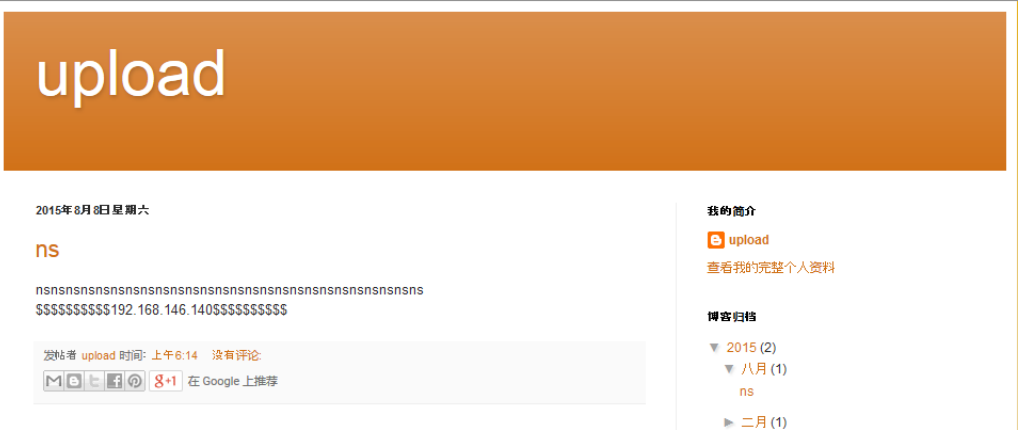 upload
2015年8月8日星期六
ns
nsnsnsnsnsnsnsnsnsnsnsnsnsnsnsnsnsnsnsnsnsnsnsnsnsns
$$$$$$$$$$192.168.146.140$$$$$$$$$$
发帖者 upload 时间: 上午6:14 没有评论:
g+1 在 Google 上推荐
我的简介
upload
查看我的完整个人资料
博客归档
▼ 2015 (2)
▼ 八月 (1)
ns
► 二月 (1)